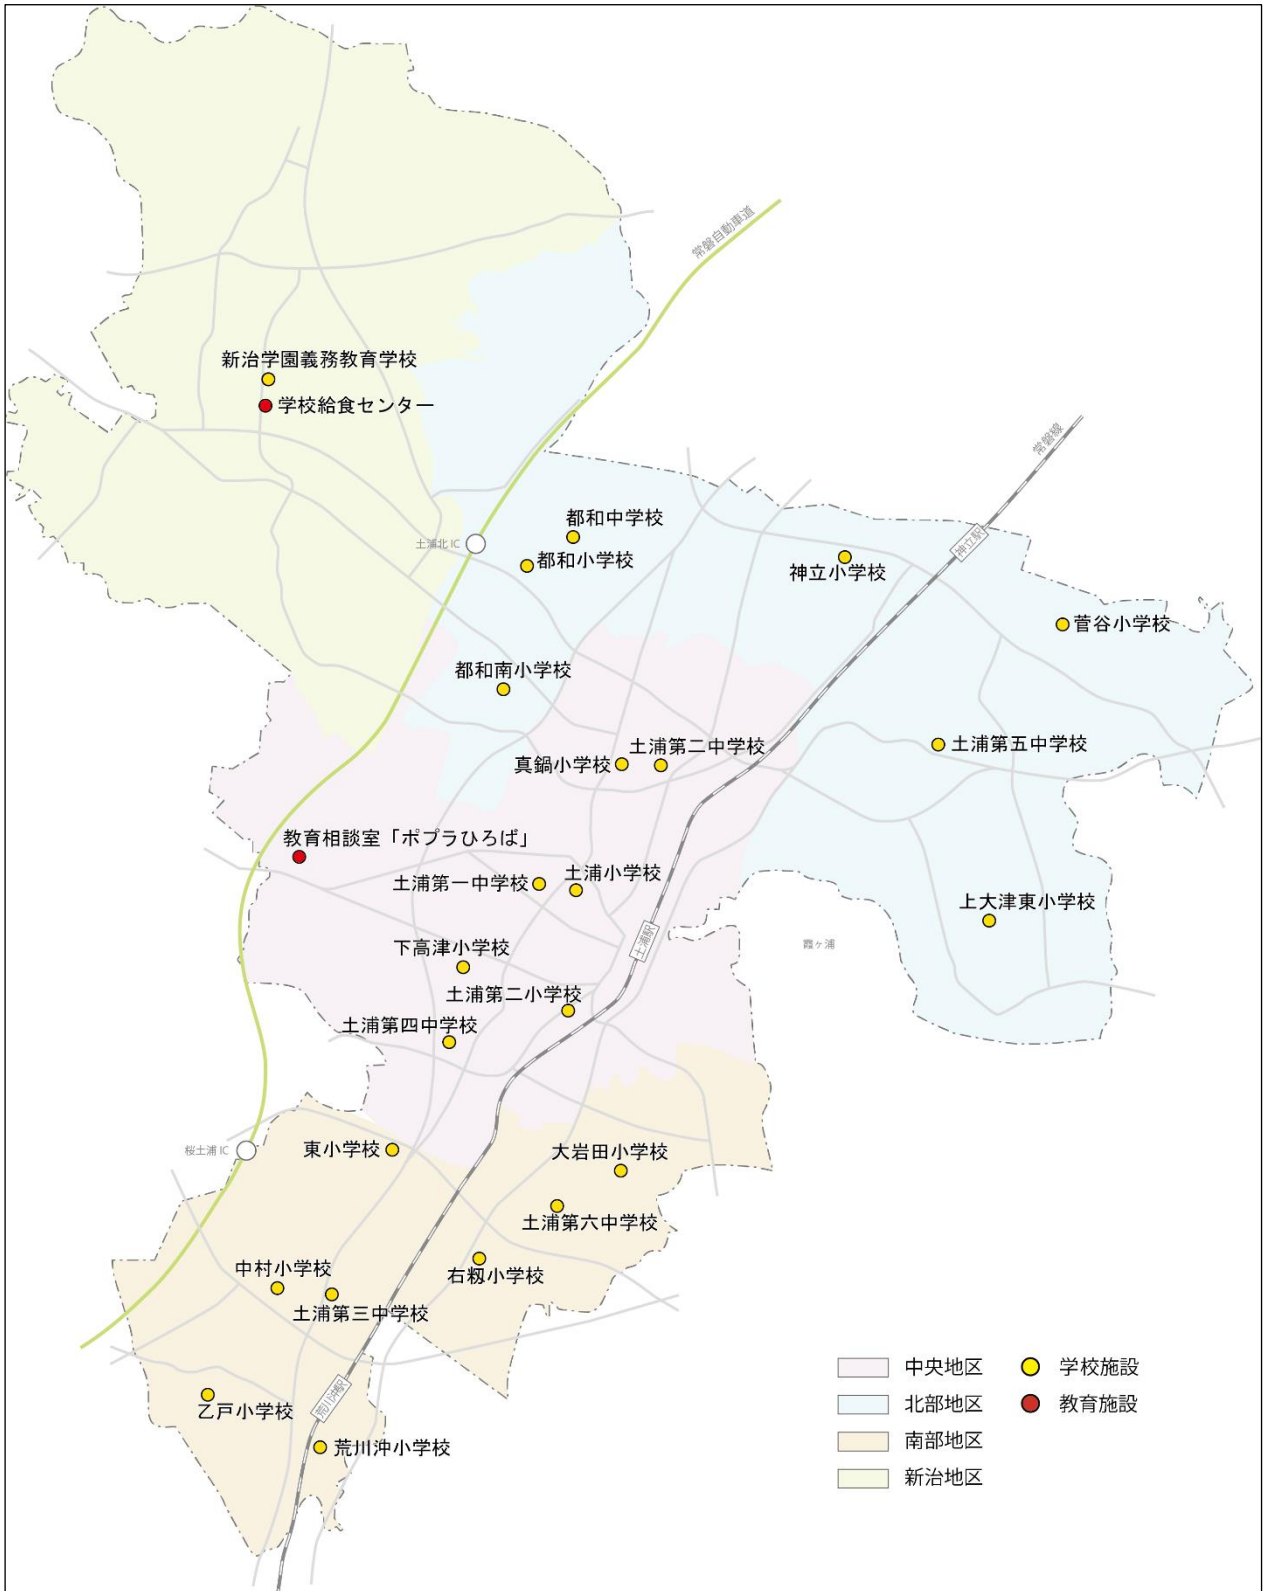 常磐自動車道
新治学園義務教育学校
学校給食センター
常磐線
都和中学校
土浦北IC
都和小学校
神立駅
神立小学校
菅谷小学校
都和南小学校
土浦第二中学校
土浦第五中学校
真鍋小学校
教育相談室「ポプラひろば」
土浦小学校
土浦第一中学校
上大津東小学校
下高津小学校
土浦駅
霞ヶ浦
土浦第二小学校
土浦第四中学校
東小学校
桜土浦IC
大岩田小学校
土浦第六中学校
中村小学校
右籾小学校
土浦第三中学校
荒川沖駅
乙戸小学校
荒川沖小学校
中央地区
学校施設
北部地区
教育施設
南部地区
新治地区